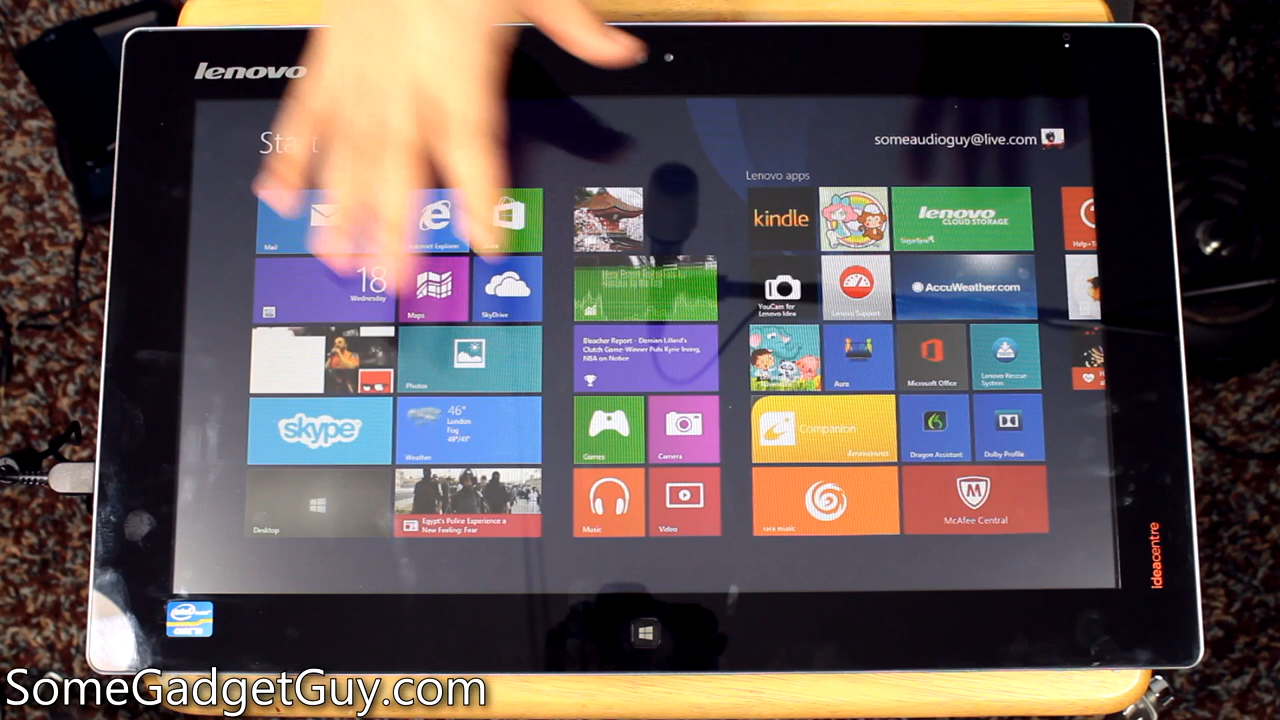 lenovo
Start
someaudioguy@live.com
Lenovo apps
Mail
Internet Explorer
Store
kindle
lenovo
CLOUD STORAGE
SugarSync
18
Wednesday
Maps
SkyDrive
YouCam for
Lenovo Idea
Lenovo Support
AccuWeather.com
Photos
Bleacher Report - Damian Lillard's
Clutch Game-Winner Puts Kyrie Irving,
NBA on Notice
Aura
Microsoft Office
Lenovo Rescue
System
skype
46°
London
Fog
Weather
Games
Camera
Companion
Dragon Assistant
Dolby Profile
Desktop
Egypt's Police Experience a
New Feeling: Fear
Music
Video
rara music
McAfee Central
ideacentre
intel
SomeGadgetGuy.com